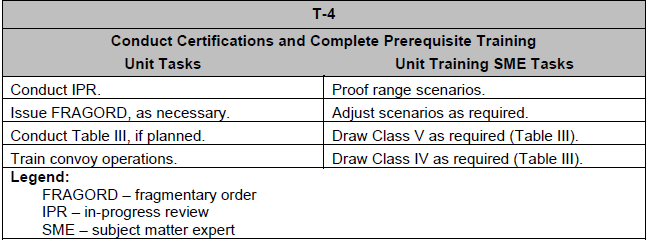 T-4
Conduct Certifications and Complete Prerequisite Training
Unit Tasks Unit Training SME Tasks
Conduct IPR. Proof range scenarios.
Issue FRAGORD, as necessary. Adjust scenarios as required.
Conduct Table III, if planned. Draw Class V as required (Table III).
Train convoy operations. Draw Class IV as required (Table III).
Legend:
FRAGORD – fragmentary order
IPR – in-progress review
SME – subject matter expert